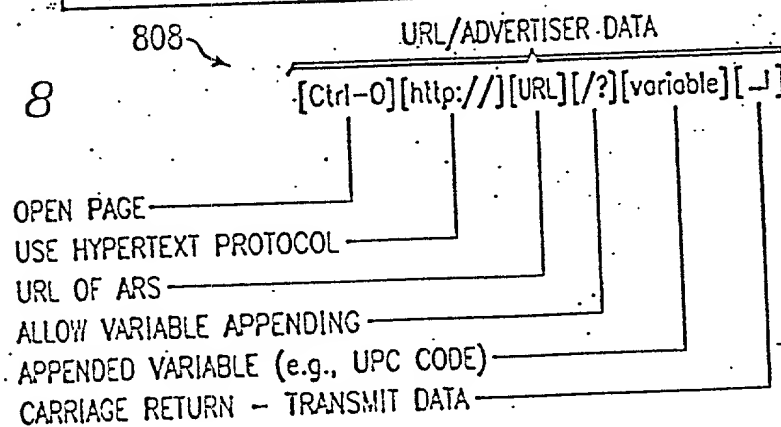 808
URL/ADVERTISER DATA
8
[Ctrl-O][http://][URL][/?][variable][↵]
OPEN PAGE
USE HYPERTEXT PROTOCOL
URL OF ARS
ALLOW VARIABLE APPENDING
APPENDED VARIABLE (e.g., UPC CODE)
CARRIAGE RETURN - TRANSMIT DATA